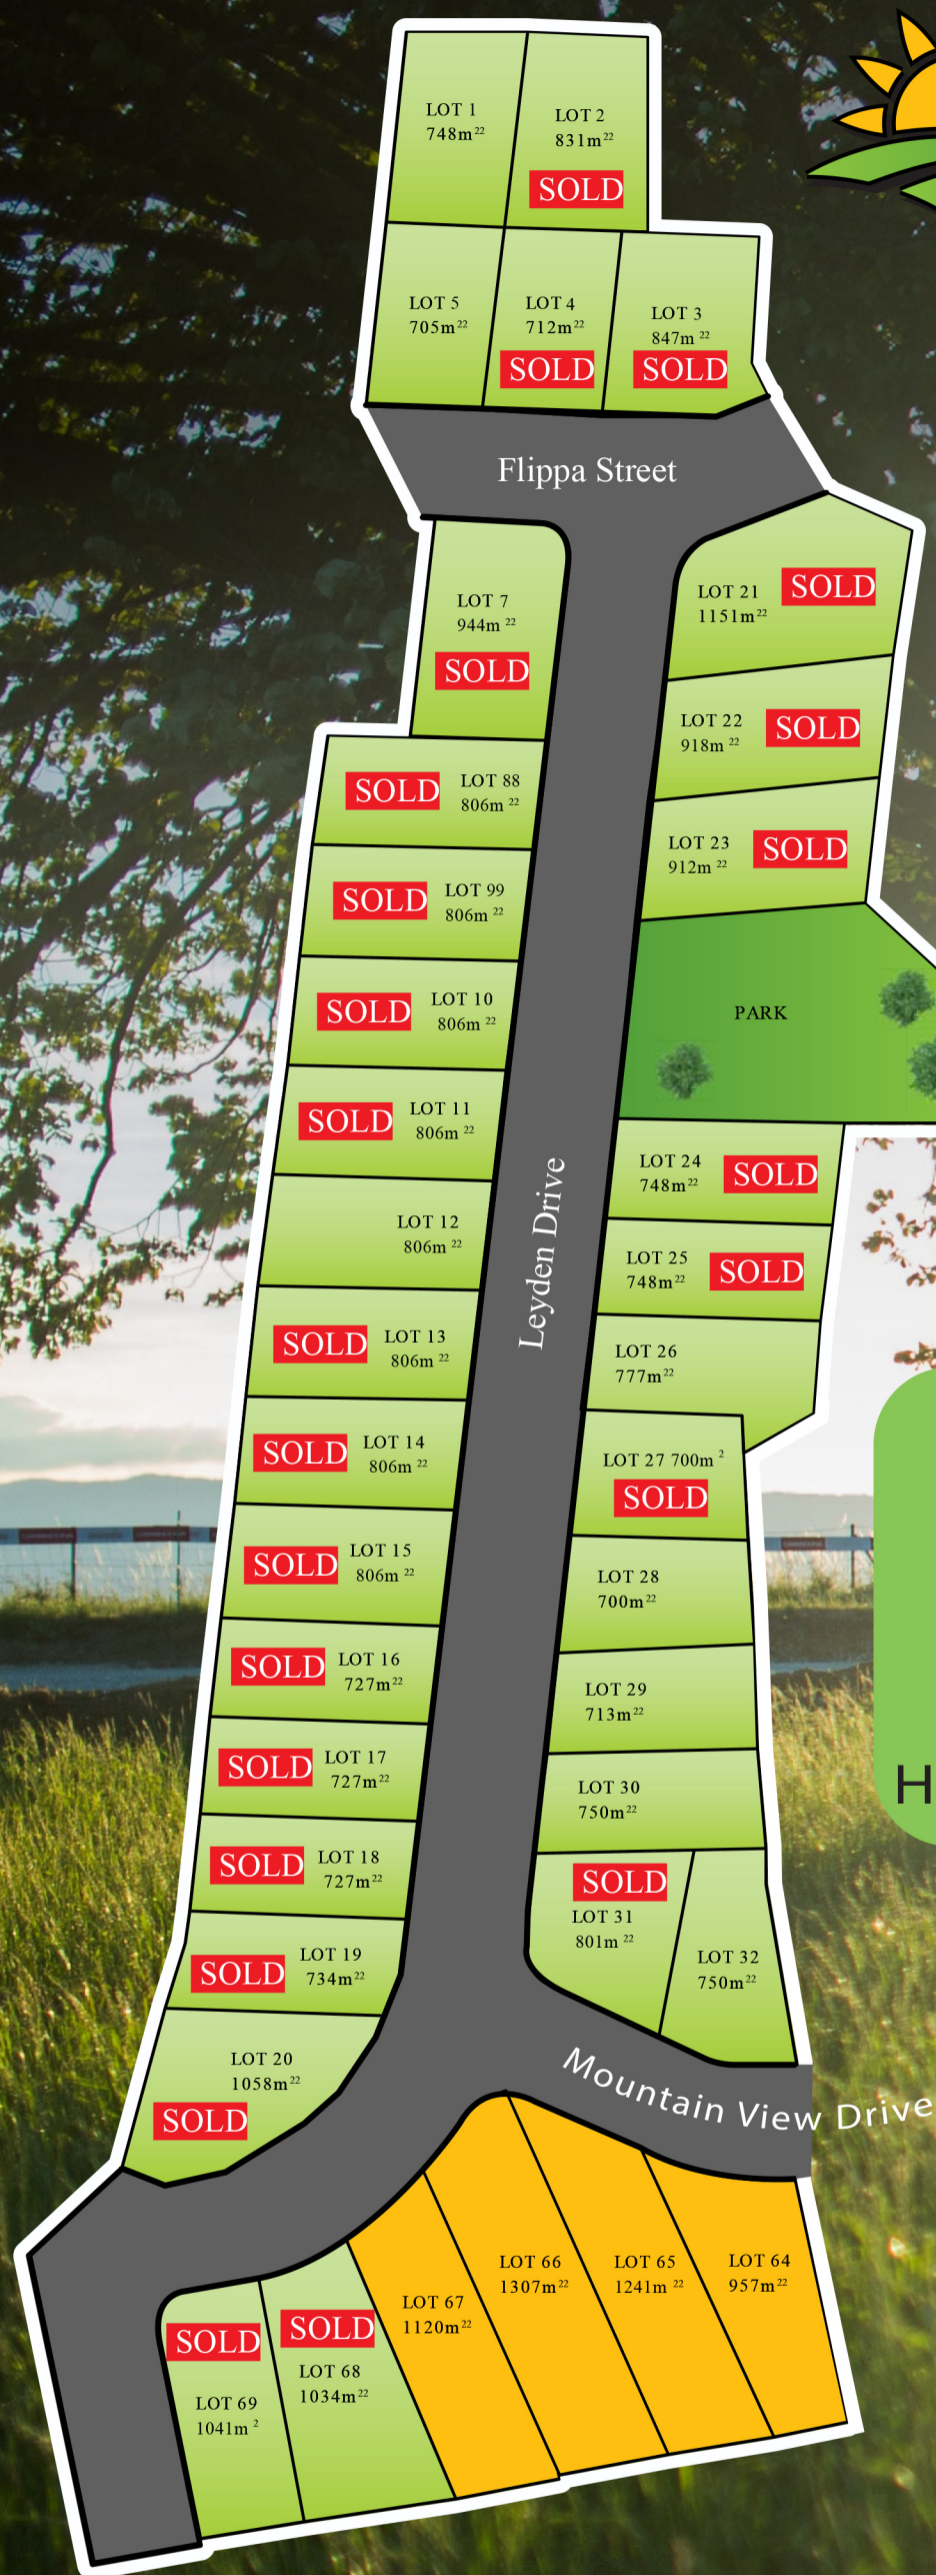 LOT 1
748m²²
LOT 2
831m²²
SOLD
LOT 5
705m²²
LOT 4
712m²²
SOLD
LOT 3
847m ²²
SOLD
Flippa Street
LOT 7
944m ²²
SOLD
LOT 21
1151m²²
SOLD
LOT 22
918m ²²
SOLD
LOT 23
912m ²²
SOLD
SOLD
LOT 88
806m ²²
SOLD
LOT 99
806m ²²
SOLD
LOT 10
806m ²²
SOLD
LOT 11
806m ²²
LOT 12
806m ²²
SOLD
LOT 13
806m ²²
SOLD
LOT 14
806m ²²
SOLD
LOT 15
806m ²²
SOLD
LOT 16
727m²²
SOLD
LOT 17
727m²²
SOLD
LOT 18
727m²²
SOLD
LOT 19
734m²²
LOT 20
1058m²²
SOLD
Leyden Drive
PARK
LOT 24
748m²²
SOLD
LOT 25
748m²²
SOLD
LOT 26
777m²²
LOT 27 700m ²
SOLD
LOT 28
700m²²
LOT 29
713m²²
LOT 30
750m²²
SOLD
LOT 31
801m ²²
LOT 32
750m²²
H
Mountain View Drive
SOLD
LOT 69
1041m ²
SOLD
LOT 68
1034m²²
LOT 67
1120m²²
LOT 66
1307m²²
LOT 65
1241m ²²
LOT 64
957m²²